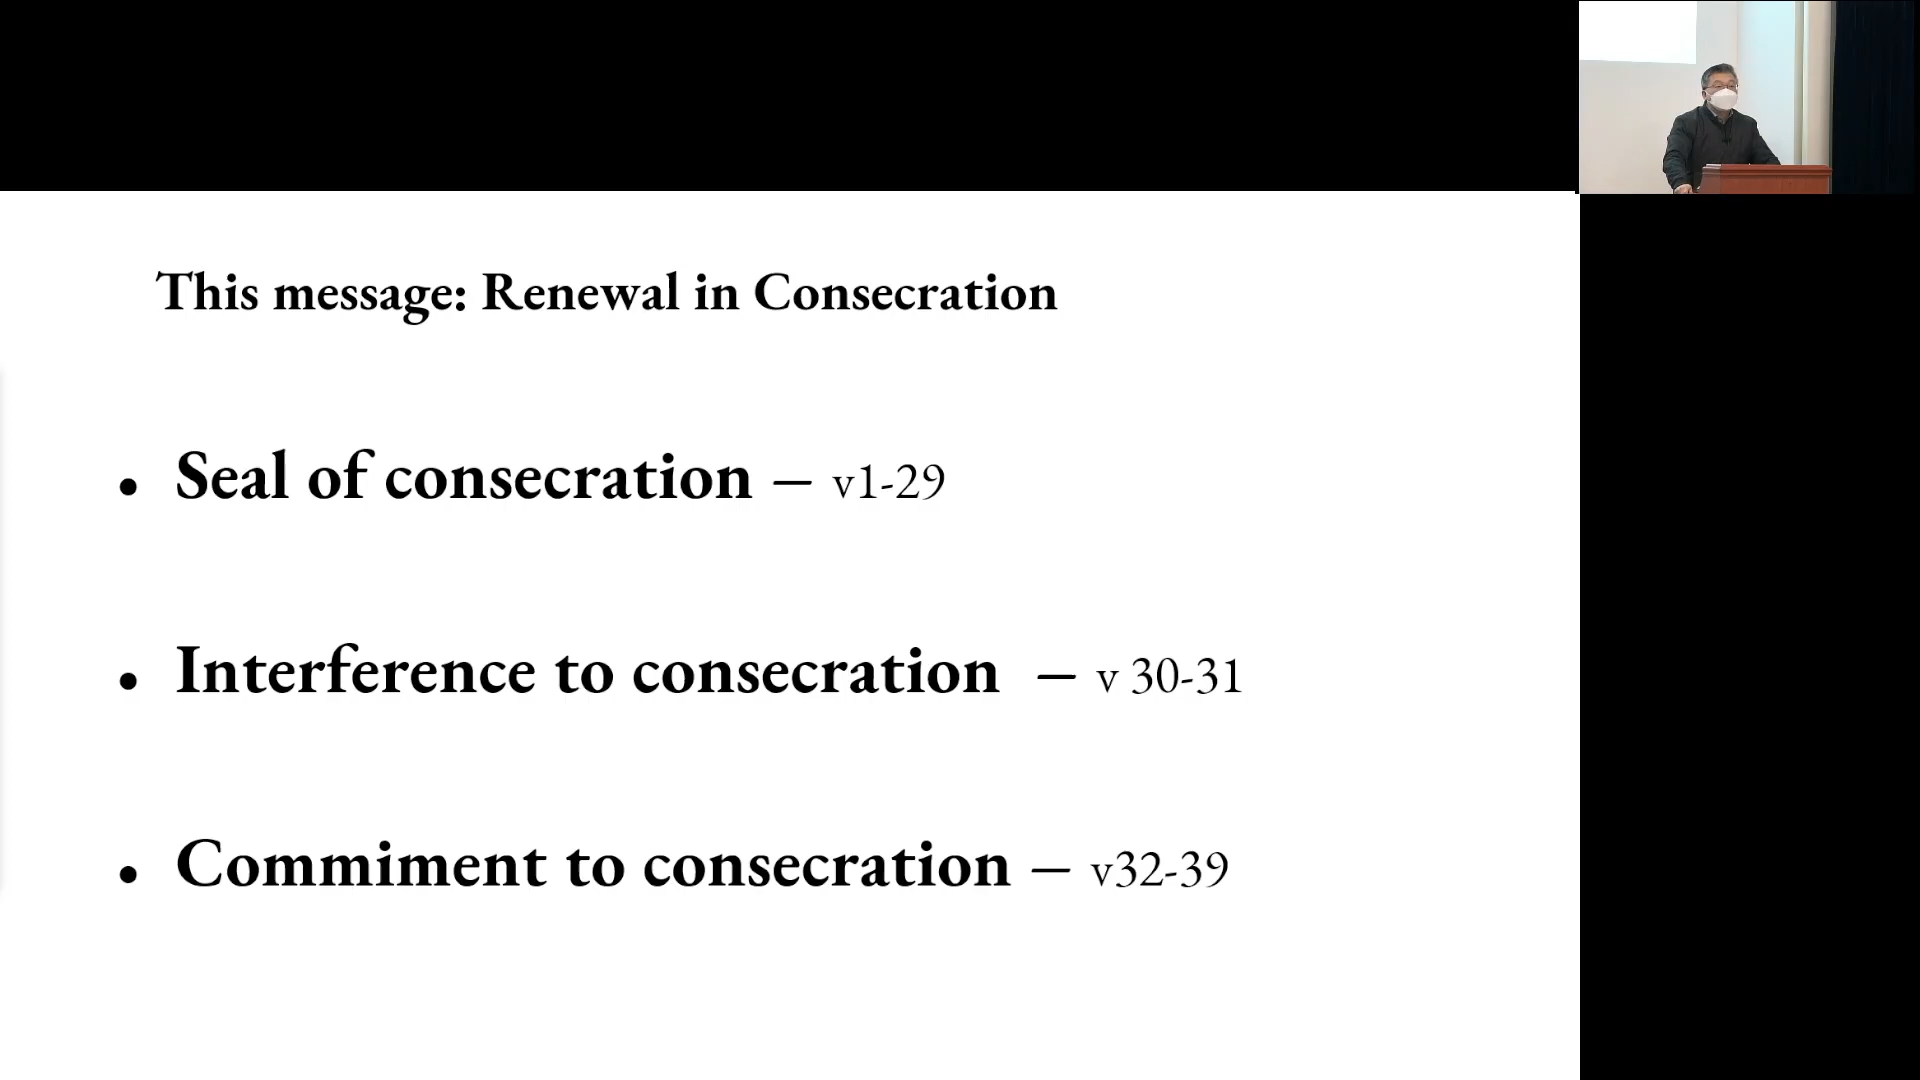 This message: Renewal in Consecration
• Seal of consecration – v1-29
• Interference to consecration – v 30-31
• Commiment to consecration – v32-39